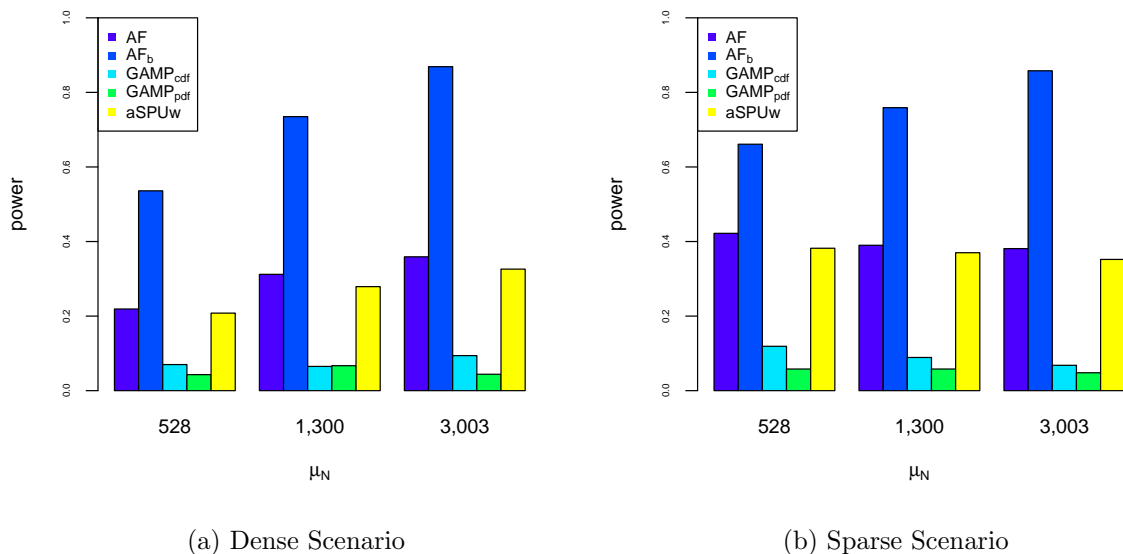 1.0
0.8
0.6
0.4
0.2
0.0
power
AF
AF_b
GAMP_cdf
GAMP_pdf
aSPUw
528 1,300 3,003
μ_N
(a) Dense Scenario
1.0
0.8
0.6
0.4
0.2
0.0
power
AF
AF_b
GAMP_cdf
GAMP_pdf
aSPUw
528 1,300 3,003
μ_N
(b) Sparse Scenario